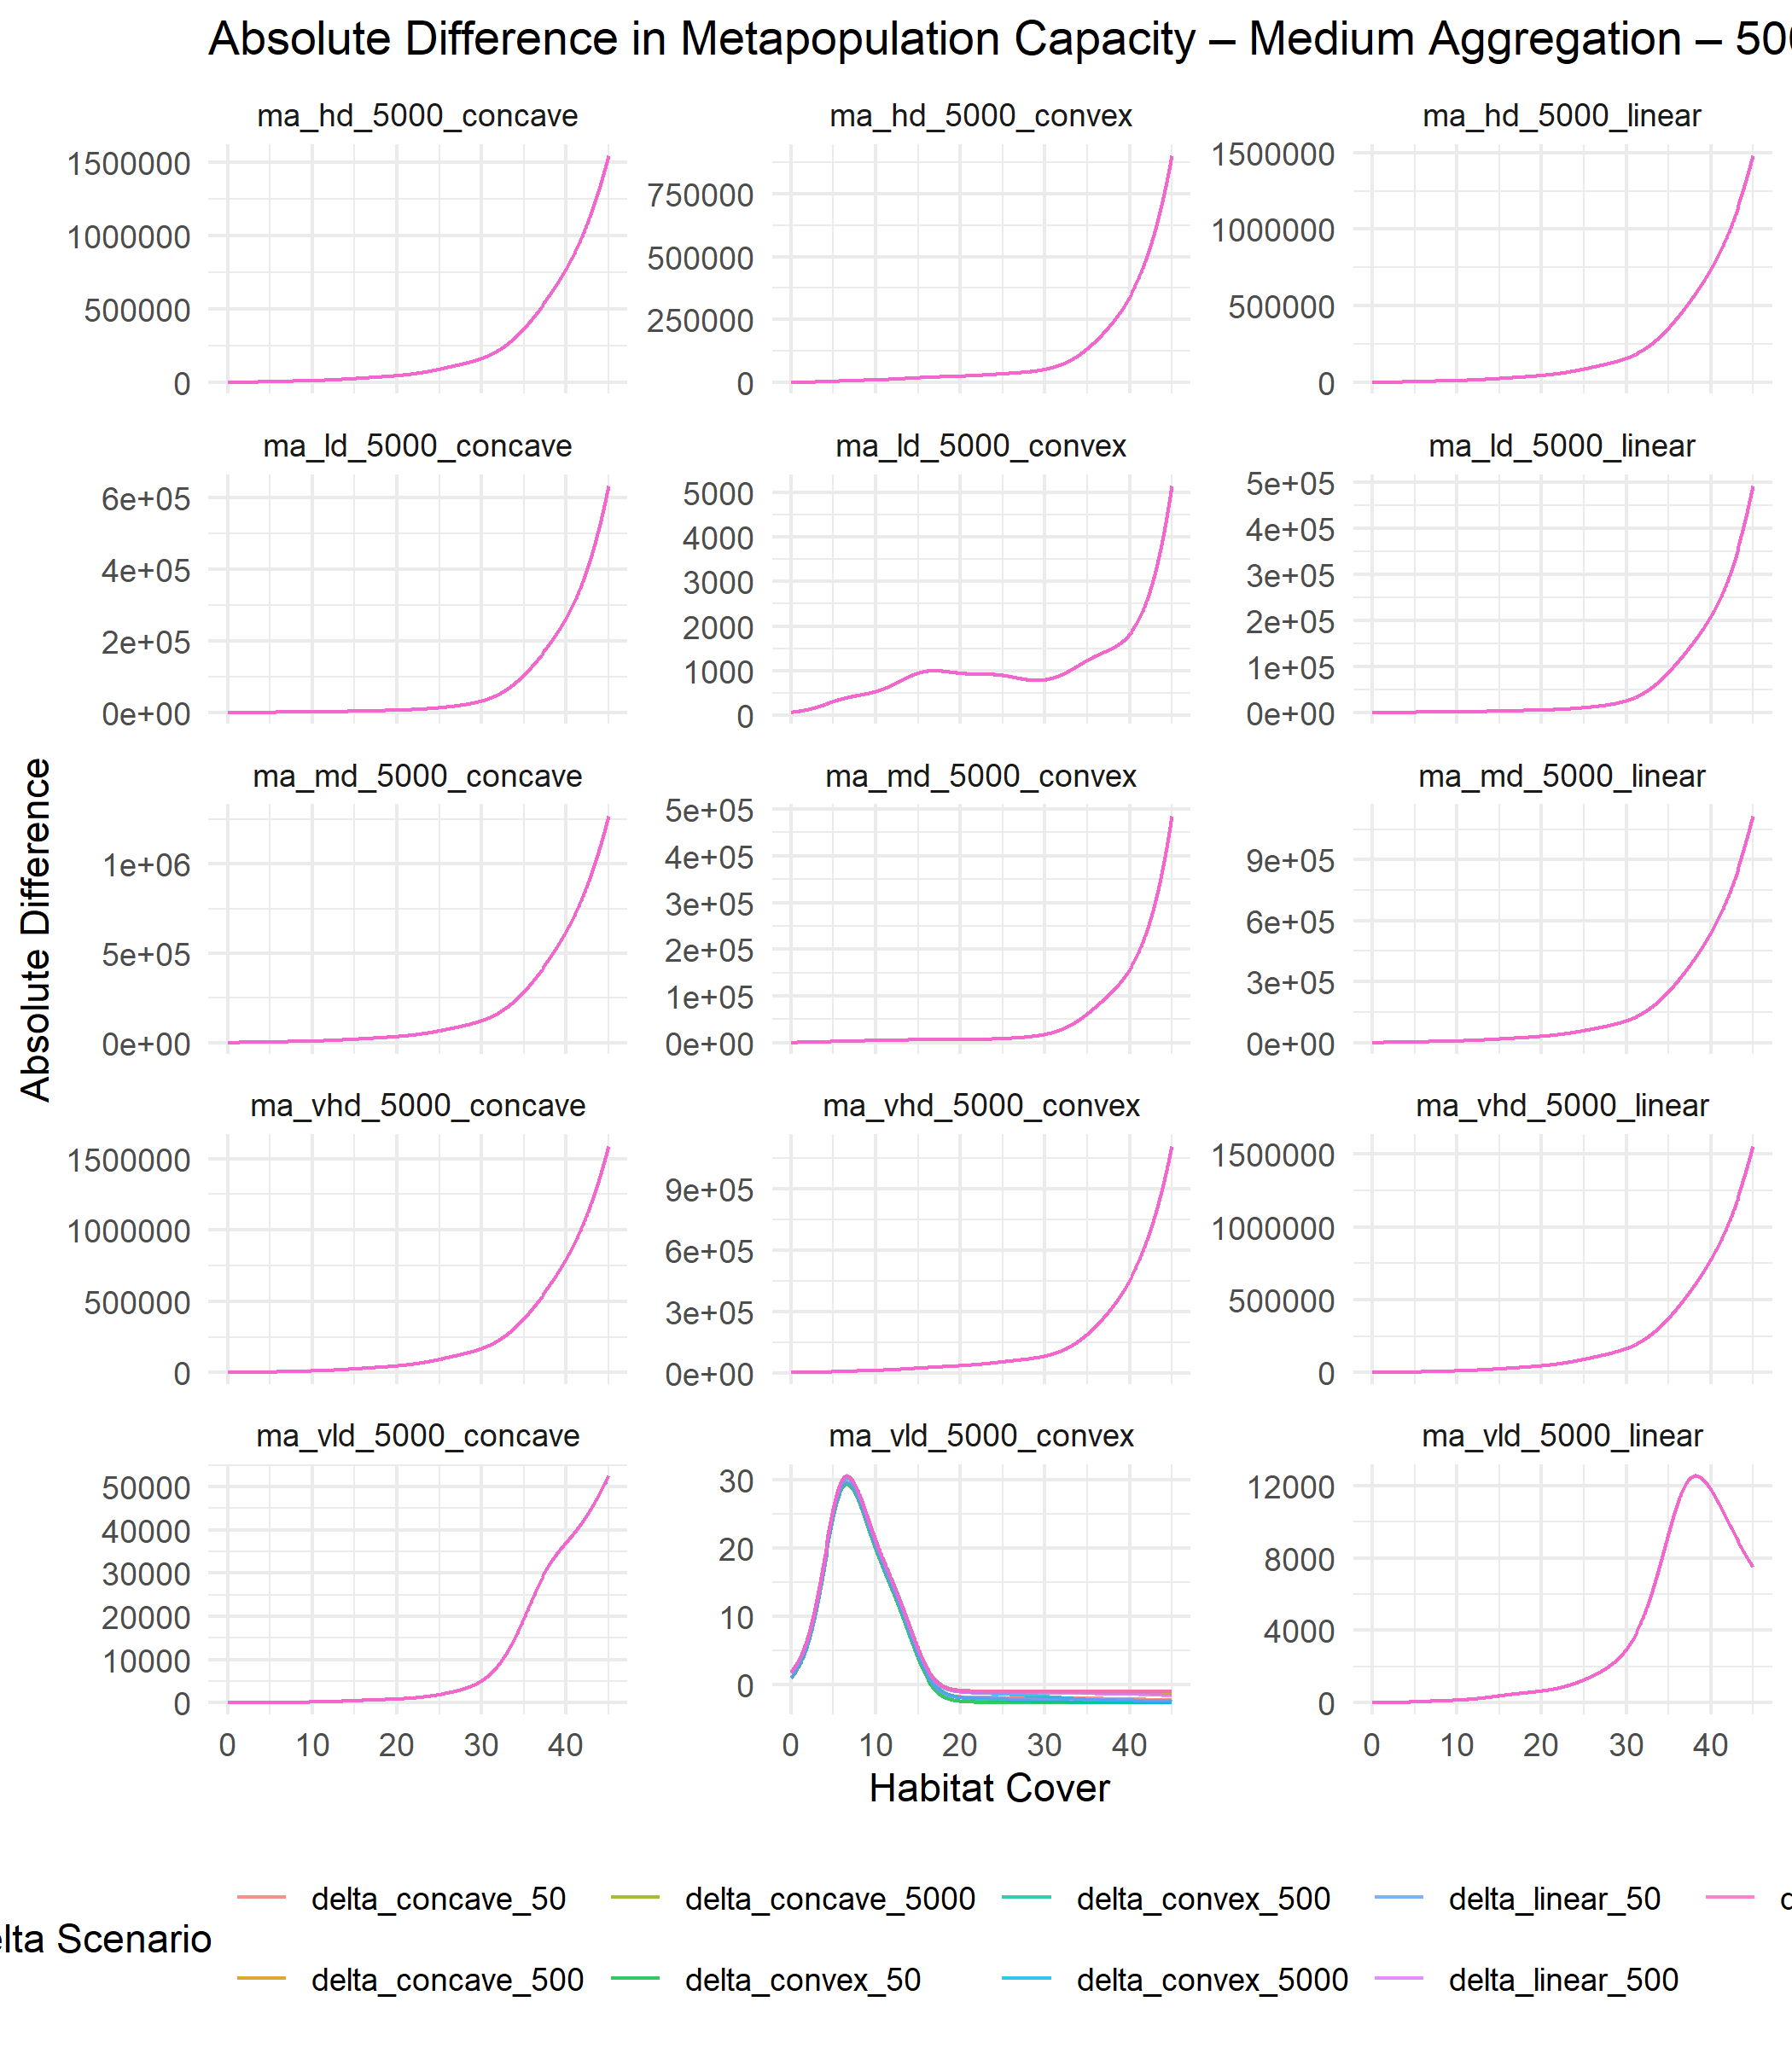 Absolute Difference in Metapopulation Capacity – Medium Aggregation – 500
ma_hd_5000_concave
ma_hd_5000_convex
ma_hd_5000_linear
1500000
1000000
500000
0
750000
500000
250000
0
1500000
1000000
500000
0
ma_ld_5000_concave
ma_ld_5000_convex
ma_ld_5000_linear
6e+05
4e+05
2e+05
0e+00
5000
4000
3000
2000
1000
0
5e+05
4e+05
3e+05
2e+05
1e+05
0e+00
Absolute Difference
ma_md_5000_concave
ma_md_5000_convex
ma_md_5000_linear
1e+06
5e+05
0e+00
5e+05
4e+05
3e+05
2e+05
1e+05
0e+00
9e+05
6e+05
3e+05
0e+00
ma_vhd_5000_concave
ma_vhd_5000_convex
ma_vhd_5000_linear
1500000
1000000
500000
0
9e+05
6e+05
3e+05
0e+00
1500000
1000000
500000
0
ma_vld_5000_concave
ma_vld_5000_convex
ma_vld_5000_linear
50000
40000
30000
20000
10000
0
30
20
10
0
12000
8000
4000
0
0 10 20 30 40
0 10 20 30 40
0 10 20 30 40
Habitat Cover
elta Scenario
delta_concave_50
delta_concave_5000
delta_convex_500
delta_linear_50
delta_concave_500
delta_convex_50
delta_convex_5000
delta_linear_500